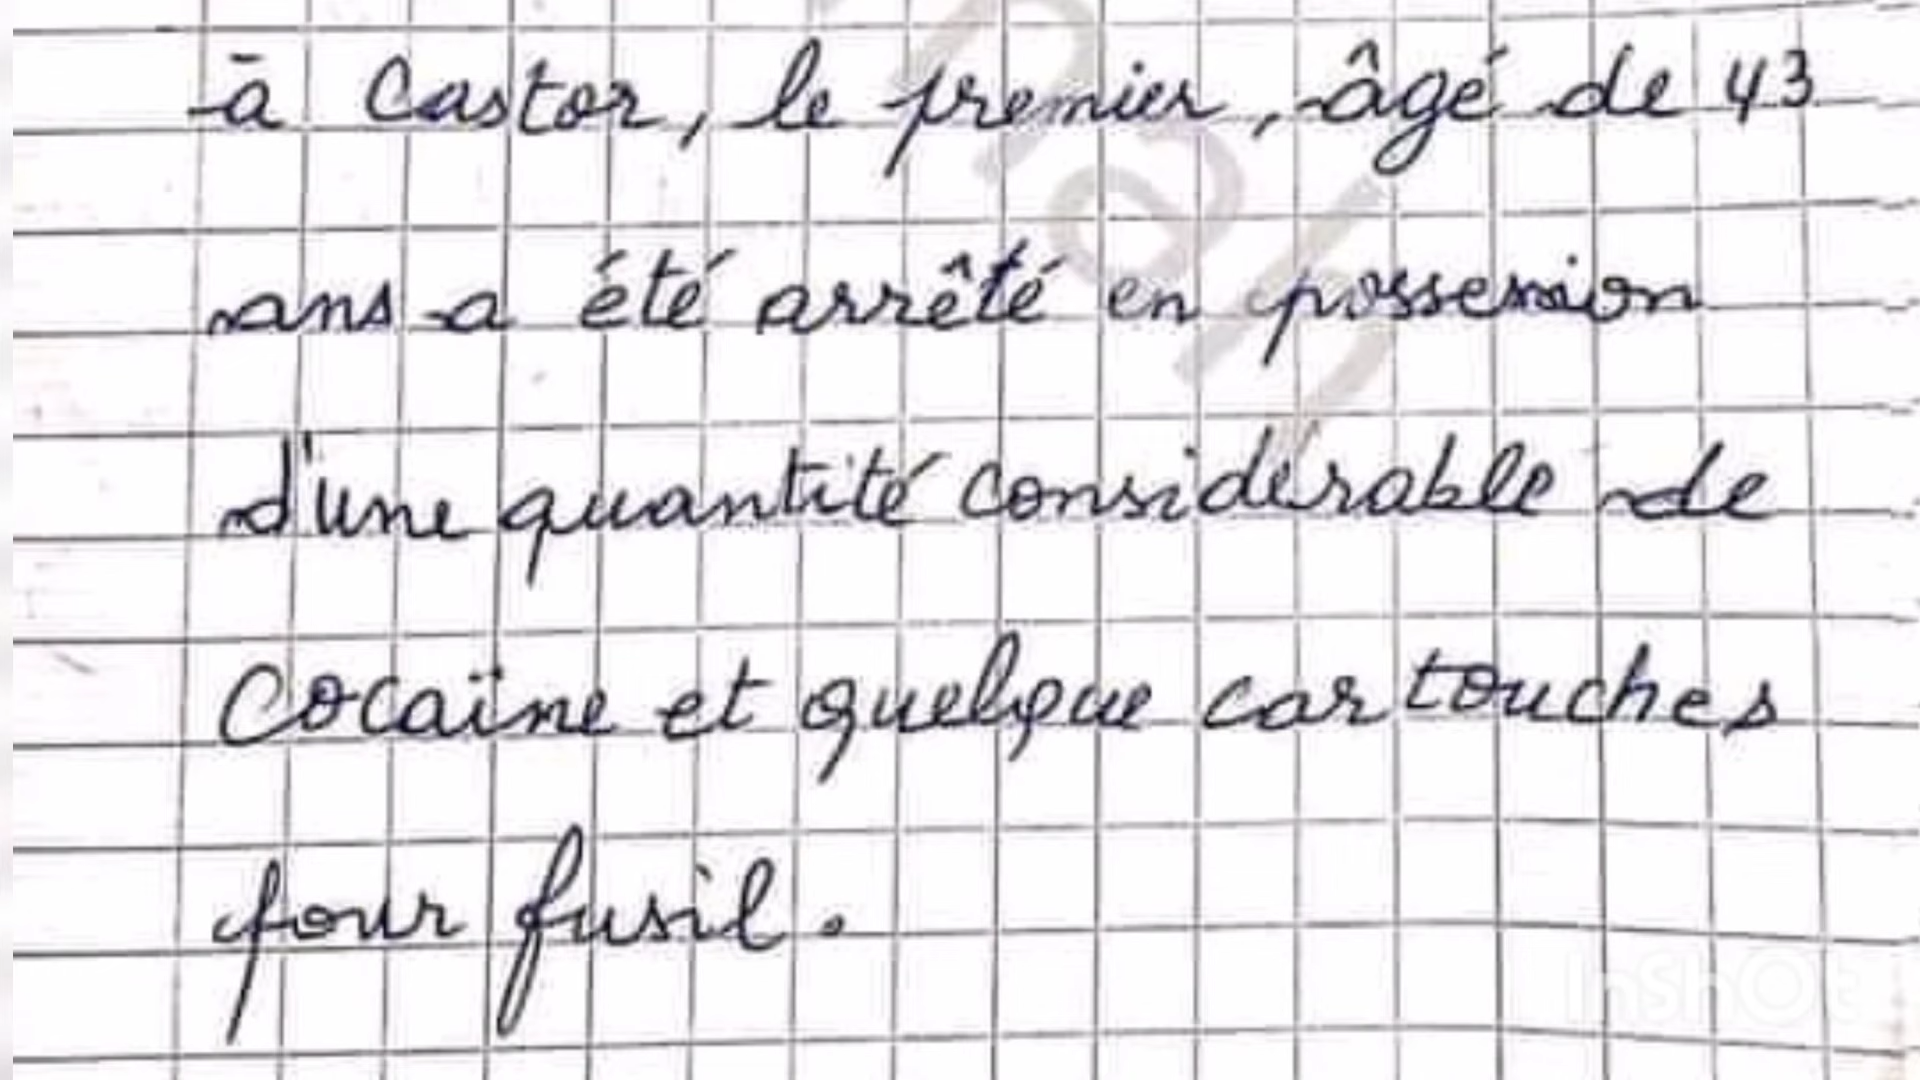 à Castor, le premier, âgé de 43
ans a été arrêté en possession
d'une quantité considérable de
Cocaïne et quelque cartouches
pour fusil.
InShOt